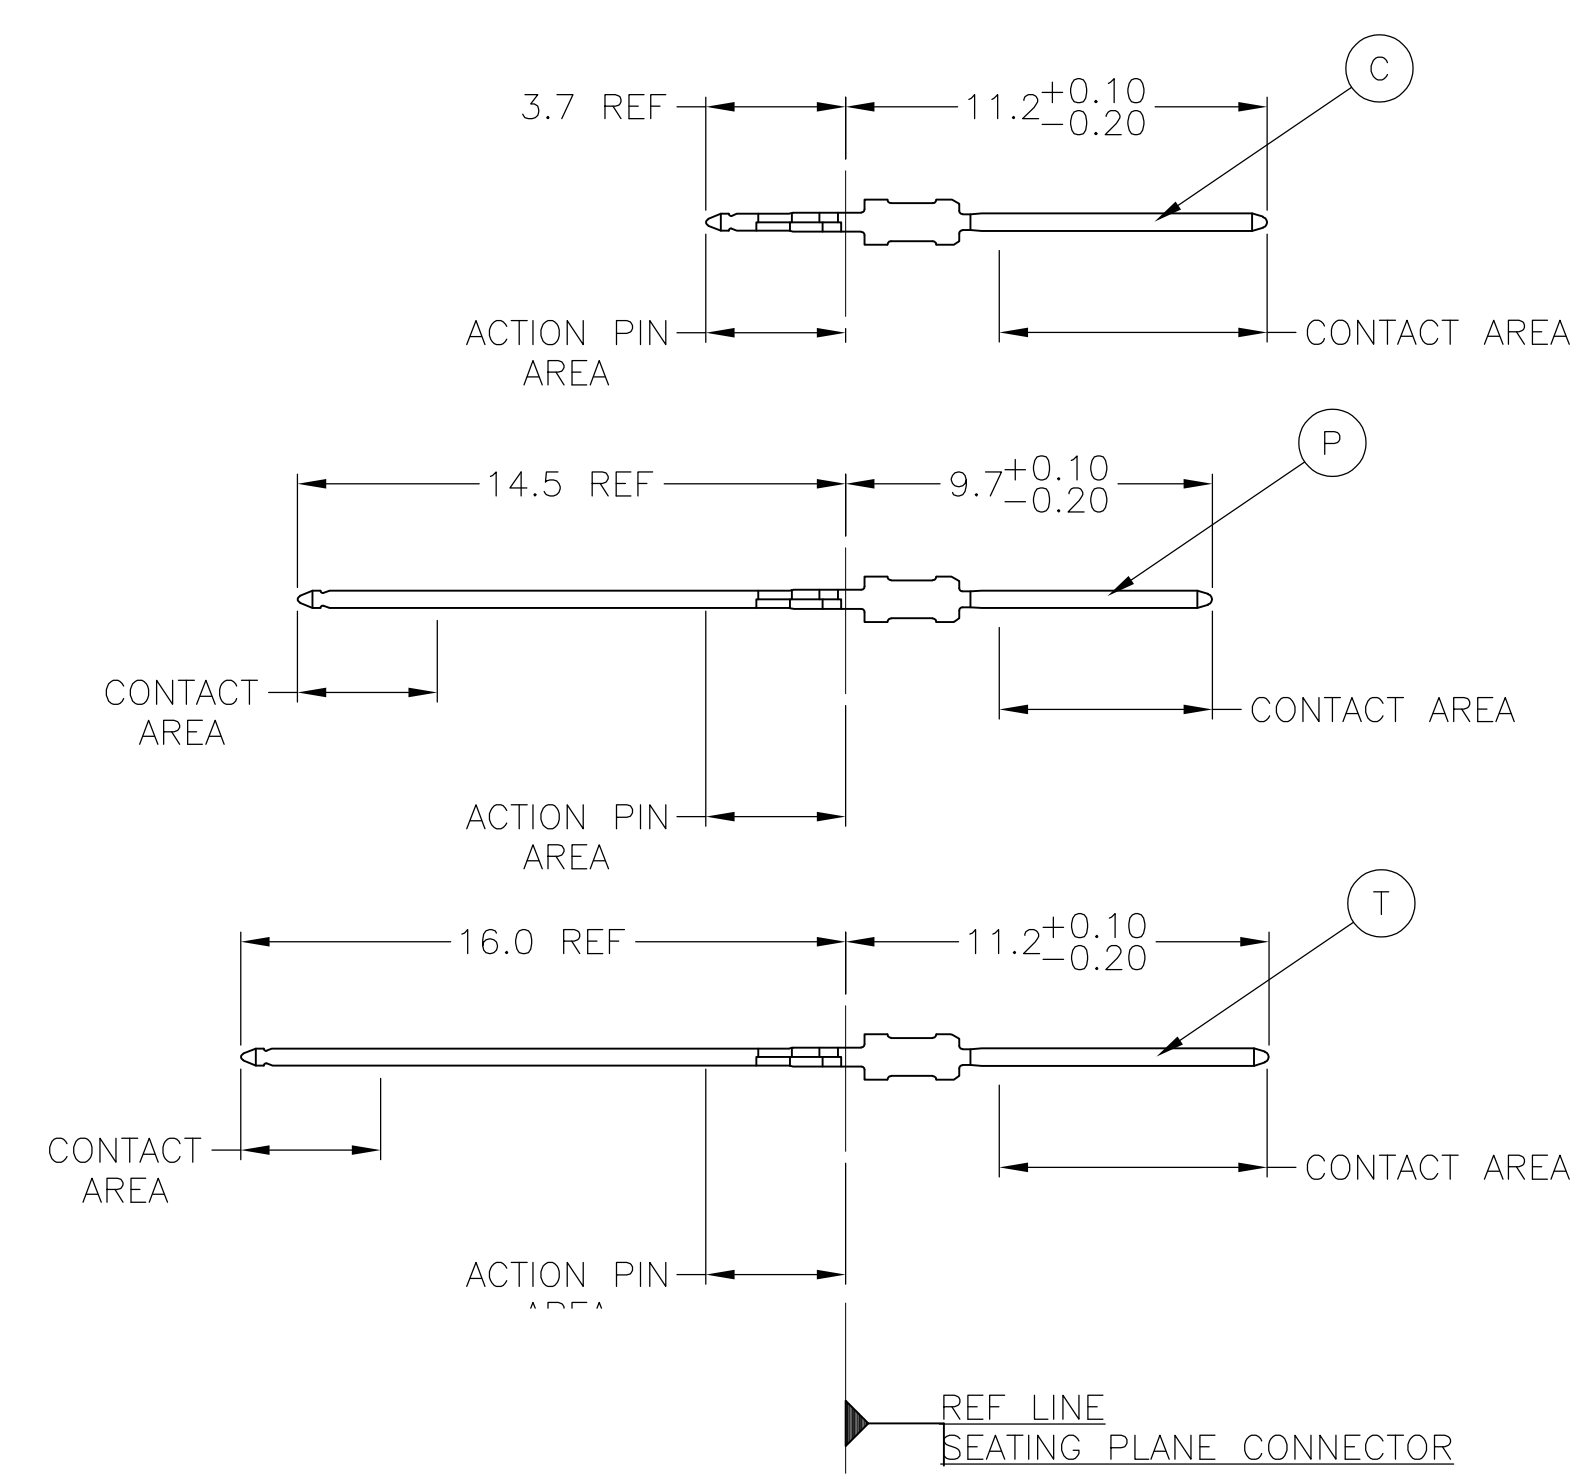 C
3.7 REF
11.2 +0.10
−0.20
ACTION PIN
AREA
CONTACT AREA
P
14.5 REF
9.7 +0.10
−0.20
CONTACT
AREA
CONTACT AREA
ACTION PIN
AREA
T
16.0 REF
11.2 +0.10
−0.20
CONTACT
AREA
CONTACT AREA
ACTION PIN
REF LINE
SEATING PLANE CONNECTOR